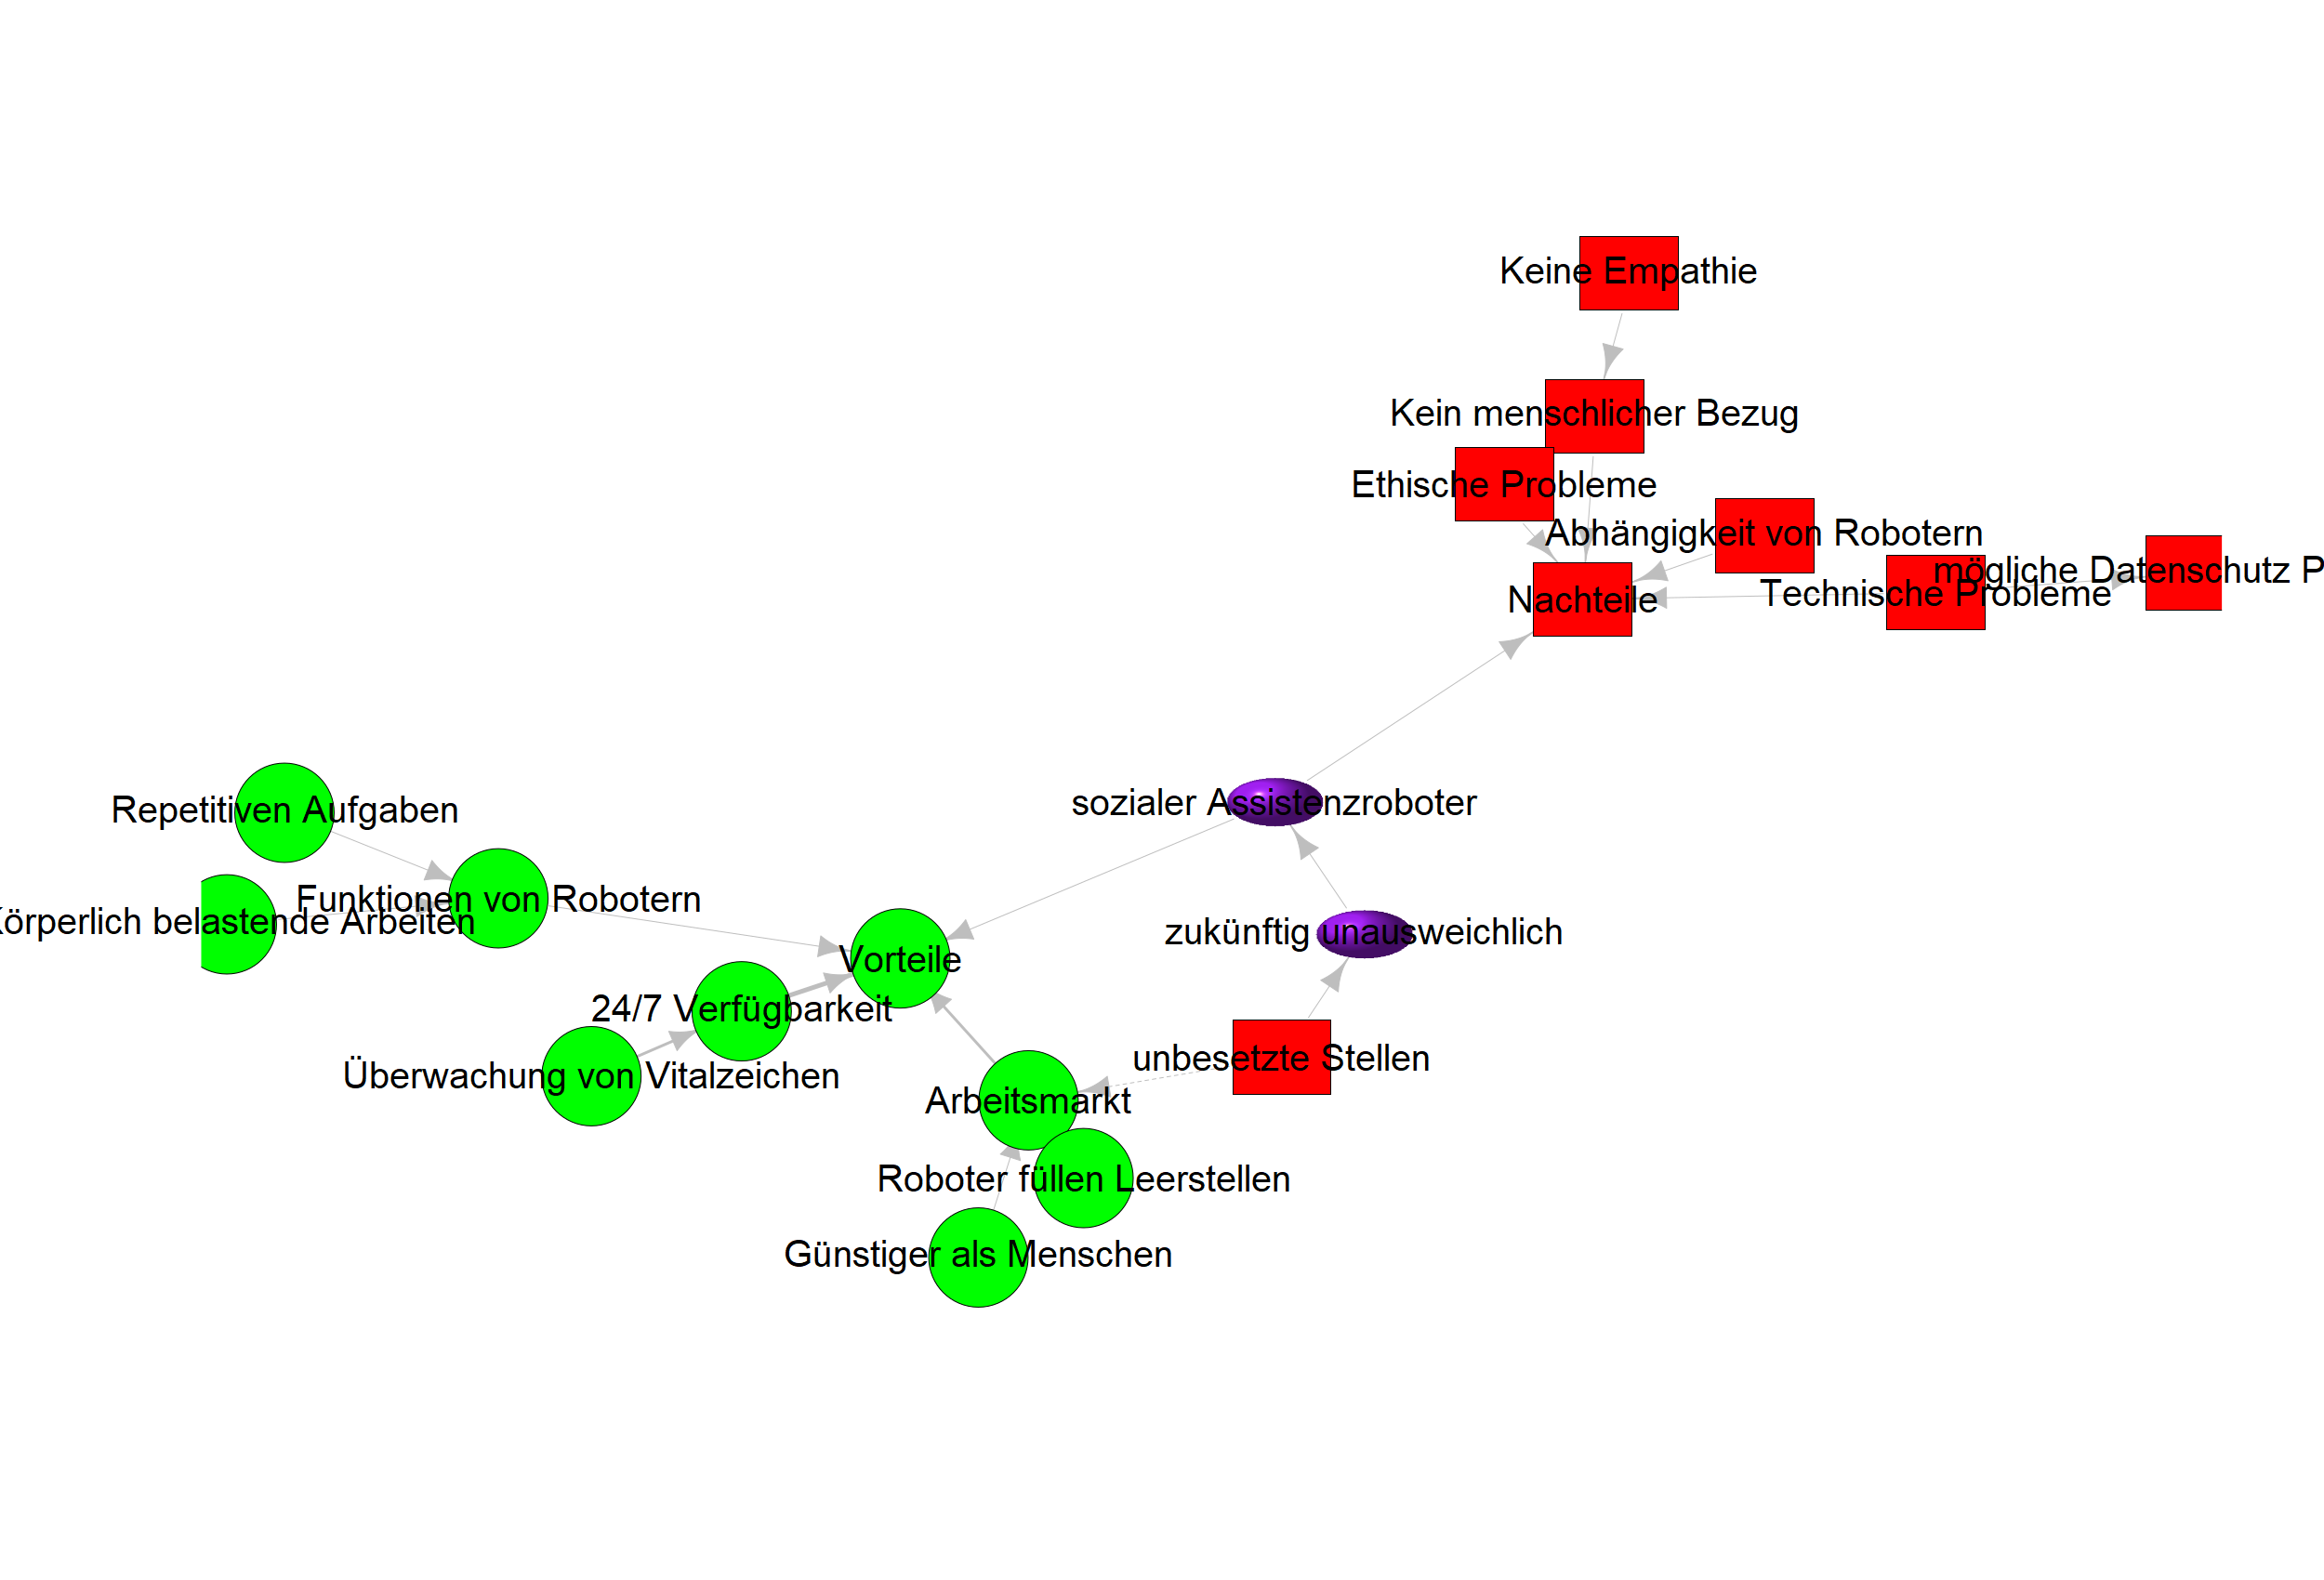 Keine Empathie
Kein menschlicher Bezug
Ethische Probleme
Abhängigkeit von Robotern
mögliche Datenschutz P
Technische Probleme
Nachteile
sozialer Assistenzroboter
Repetitiven Aufgaben
Funktionen von Robotern
Körperlich belastende Arbeiten
zukünftig unausweichlich
Vorteile
24/7 Verfügbarkeit
unbesetzte Stellen
Überwachung von Vitalzeichen
Arbeitsmarkt
Roboter füllen Leerstellen
Günstiger als Menschen